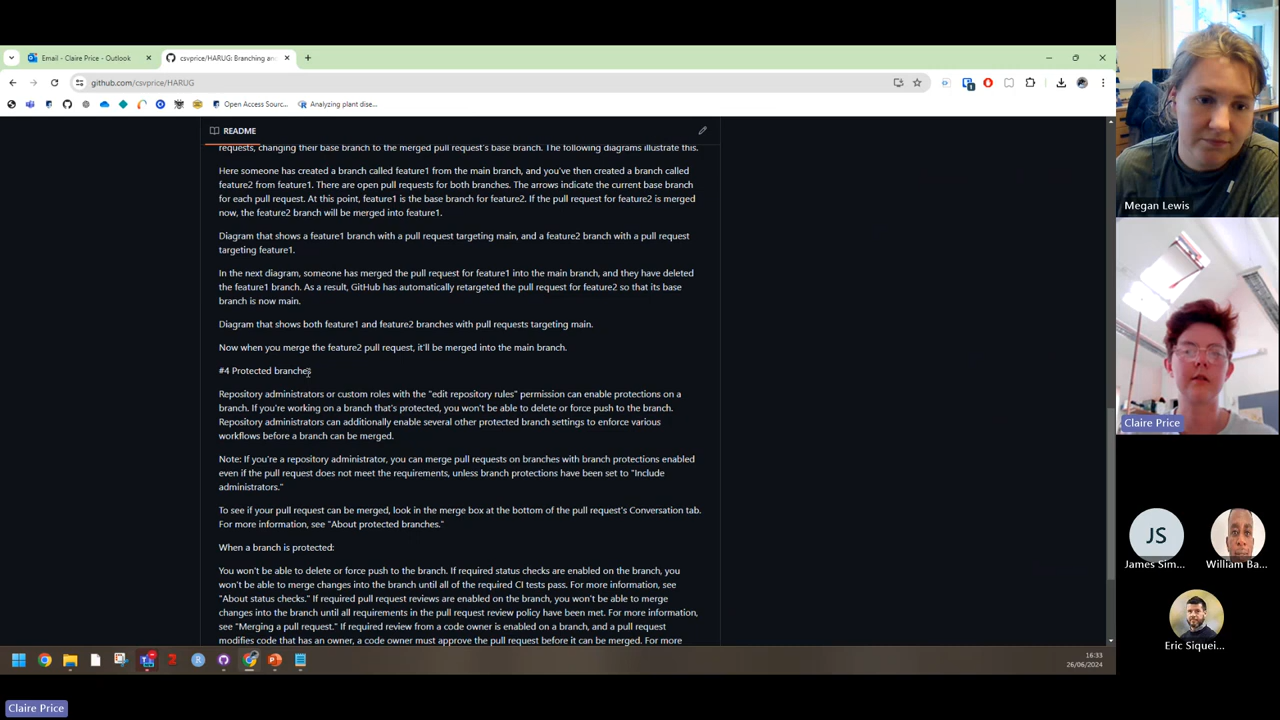 Email - Claire Price - Outlook
csvprice/HARUG: Branching an
github.com/csvprice/HARUG
Open Access Sourc...
Analyzing plant dise...
README
requests, changing their base branch to the merged pull request's base branch. The following diagrams illustrate this.
Here someone has created a branch called feature1 from the main branch, and you've then created a branch called
feature2 from feature1. There are open pull requests for both branches. The arrows indicate the current base branch
for each pull request. At this point, feature1 is the base branch for feature2. If the pull request for feature2 is merged
now, the feature2 branch will be merged into feature1.
Diagram that shows a feature1 branch with a pull request targeting main, and a feature2 branch with a pull request
targeting feature1.
In the next diagram, someone has merged the pull request for feature1 into the main branch, and they have deleted
the feature1 branch. As a result, GitHub has automatically retargeted the pull request for feature2 so that its base
branch is now main.
Diagram that shows both feature1 and feature2 branches with pull requests targeting main.
Now when you merge the feature2 pull request, it'll be merged into the main branch.
#4 Protected branches
Repository administrators or custom roles with the "edit repository rules" permission can enable protections on a
branch. If you're working on a branch that's protected, you won't be able to delete or force push to the branch.
Repository administrators can additionally enable several other protected branch settings to enforce various
workflows before a branch can be merged.
Note: If you're a repository administrator, you can merge pull requests on branches with branch protections enabled
even if the pull request does not meet the requirements, unless branch protections have been set to "Include
administrators."
To see if your pull request can be merged, look in the merge box at the bottom of the pull request's Conversation tab.
For more information, see "About protected branches."
When a branch is protected:
You won't be able to delete or force push to the branch. If required status checks are enabled on the branch, you
won't be able to merge changes into the branch until all of the required CI tests pass. For more information, see
"About status checks." If required pull request reviews are enabled on the branch, you won't be able to merge
changes into the branch until all requirements in the pull request review policy have been met. For more information,
see "Merging a pull request." If required review from a code owner is enabled on a branch, and a pull request
modifies code that has an owner, a code owner must approve the pull request before it can be merged. For more
16:33
26/06/2024
Claire Price
Megan Lewis
Claire Price
JS
James Sim...
William Ba...
Eric Siquei...